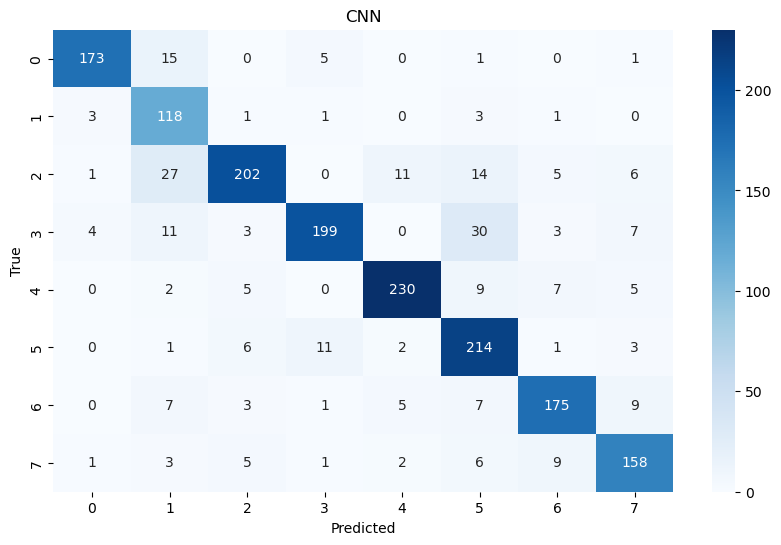 CNN
0 173 15 0 5 0 1 0 1
1 3 118 1 1 0 3 1 0
2 1 27 202 0 11 14 5 6
3 4 11 3 199 0 30 3 7
4 0 2 5 0 230 9 7 5
5 0 1 6 11 2 214 1 3
6 0 7 3 1 5 7 175 9
7 1 3 5 1 2 6 9 158
0 1 2 3 4 5 6 7
True
Predicted
200
150
100
50
0